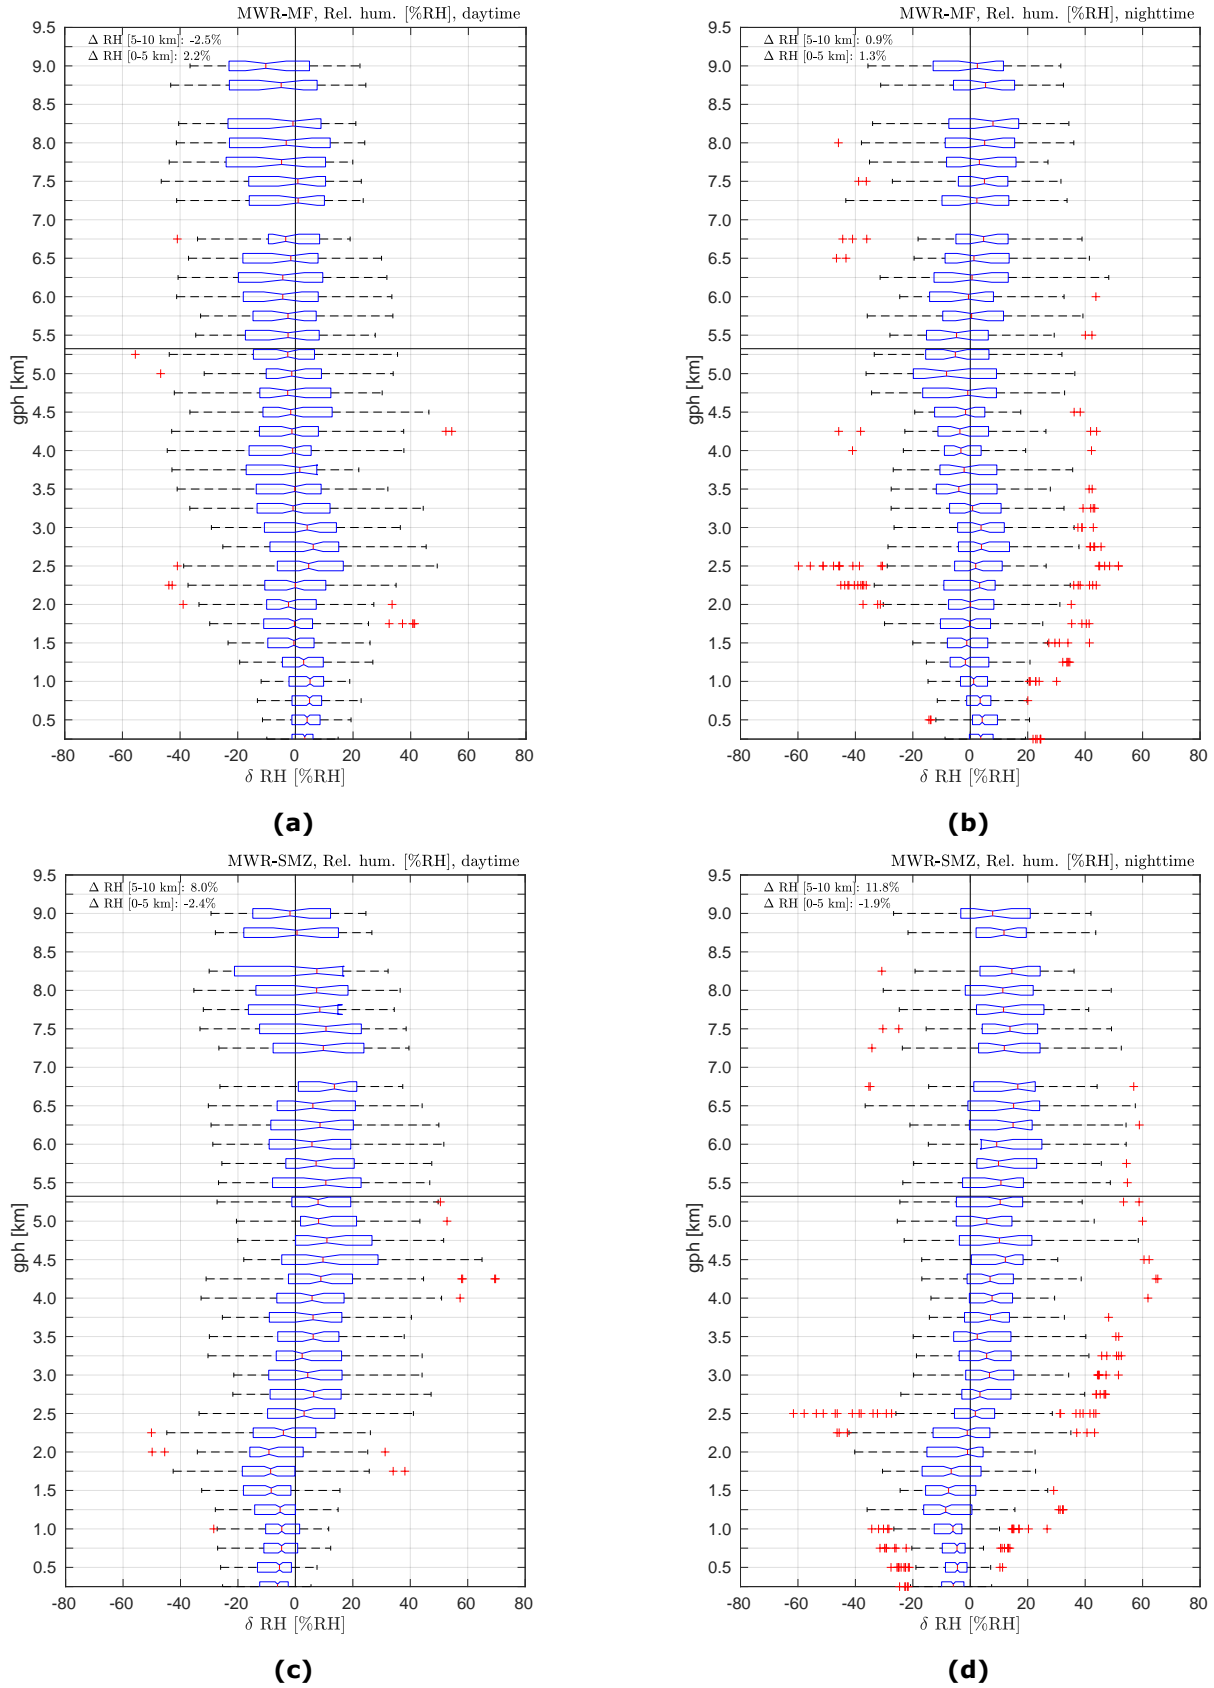 MWR-MF, Rel. hum. [%RH], daytime
Δ RH [5-10 km]: -2.5%
Δ RH [0-5 km]: 2.2%
9.5
9.0
8.5
8.0
7.5
7.0
6.5
6.0
5.5
5.0
4.5
4.0
3.5
3.0
2.5
2.0
1.5
1.0
0.5
gph [km]
-80 -60 -40 -20 0 20 40 60 80
δ RH [%RH]
(a)
MWR-MF, Rel. hum. [%RH], nighttime
Δ RH [5-10 km]: 0.9%
Δ RH [0-5 km]: 1.3%
9.5
9.0
8.5
8.0
7.5
7.0
6.5
6.0
5.5
5.0
4.5
4.0
3.5
3.0
2.5
2.0
1.5
1.0
0.5
gph [km]
-80 -60 -40 -20 0 20 40 60 80
δ RH [%RH]
(b)
MWR-SMZ, Rel. hum. [%RH], daytime
Δ RH [5-10 km]: 8.0%
Δ RH [0-5 km]: -2.4%
9.5
9.0
8.5
8.0
7.5
7.0
6.5
6.0
5.5
5.0
4.5
4.0
3.5
3.0
2.5
2.0
1.5
1.0
0.5
gph [km]
-80 -60 -40 -20 0 20 40 60 80
δ RH [%RH]
(c)
MWR-SMZ, Rel. hum. [%RH], nighttime
Δ RH [5-10 km]: 11.8%
Δ RH [0-5 km]: -1.9%
9.5
9.0
8.5
8.0
7.5
7.0
6.5
6.0
5.5
5.0
4.5
4.0
3.5
3.0
2.5
2.0
1.5
1.0
0.5
gph [km]
-80 -60 -40 -20 0 20 40 60 80
δ RH [%RH]
(d)